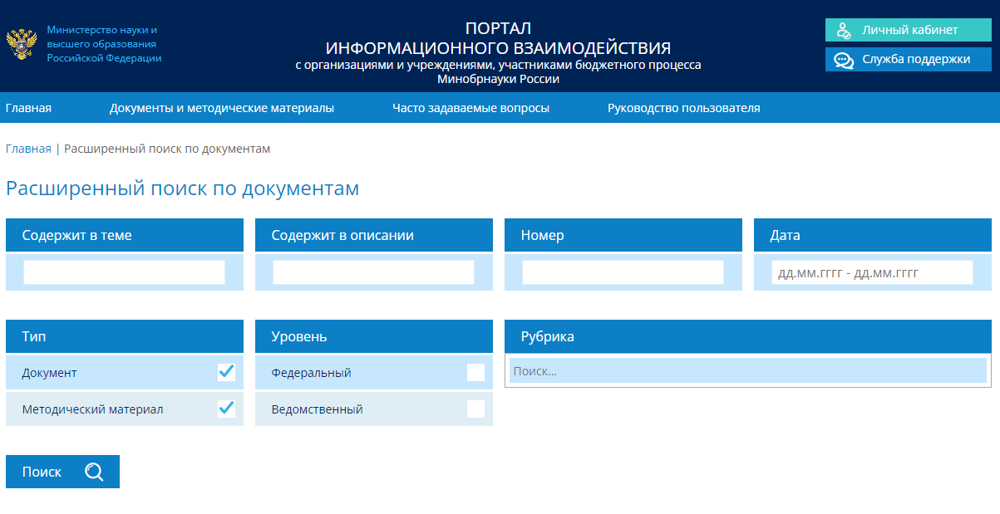 Министерство науки и
высшего образования
Российской Федерации
ПОРТАЛ
ИНФОРМАЦИОННОГО ВЗАИМОДЕЙСТВИЯ
с организациями и учреждениями, участниками бюджетного процесса
Минобрнауки России
Личный кабинет
Служба поддержки
Главная Документы и методические материалы Часто задаваемые вопросы Руководство пользователя
Главная | Расширенный поиск по документам
Расширенный поиск по документам
Содержит в теме Содержит в описании Номер Дата
дд.мм.гггг - дд.мм.гггг
Тип Уровень Рубрика
Документ Федеральный Поиск...
Методический материал Ведомственный
Поиск